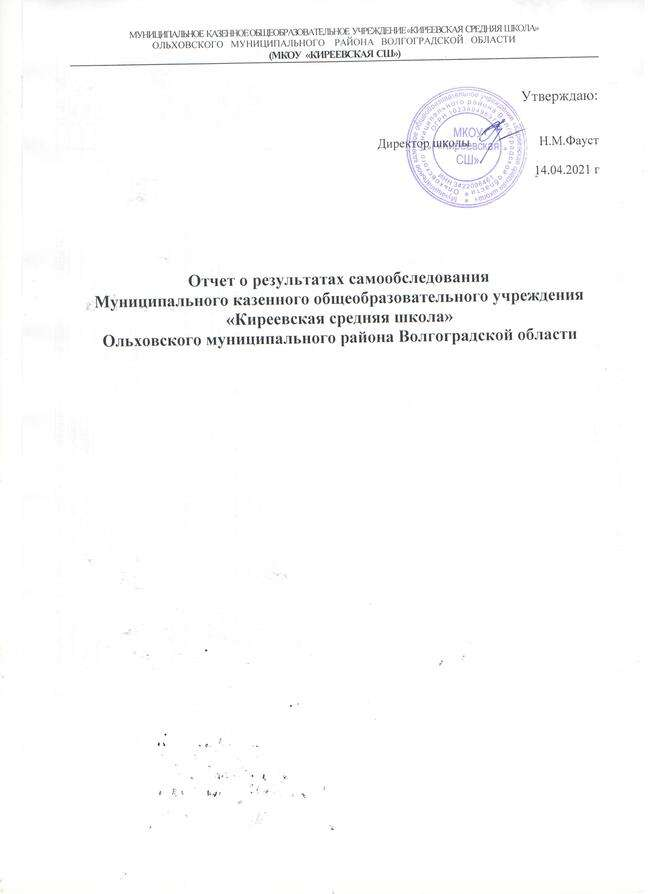 МУНИЦИПАЛЬНОЕ КАЗЕННОЕ ОБЩЕОБРАЗОВАТЕЛЬНОЕ УЧРЕЖДЕНИЕ «КИРЕЕВСКАЯ СРЕДНЯЯ ШКОЛА»
ОЛЬХОВСКОГО МУНИЦИПАЛЬНОГО РАЙОНА ВОЛГОГРАДСКОЙ ОБЛАСТИ
(МКОУ «КИРЕЕВСКАЯ СШ»)
Утверждаю:
Директор школы Н.М.Фауст
МКОУ
«Киреевская
СШ»
14.04.2021 г
Отчет о результатах самообследования
Муниципального казенного общеобразовательного учреждения
«Киреевская средняя школа»
Ольховского муниципального района Волгоградской области